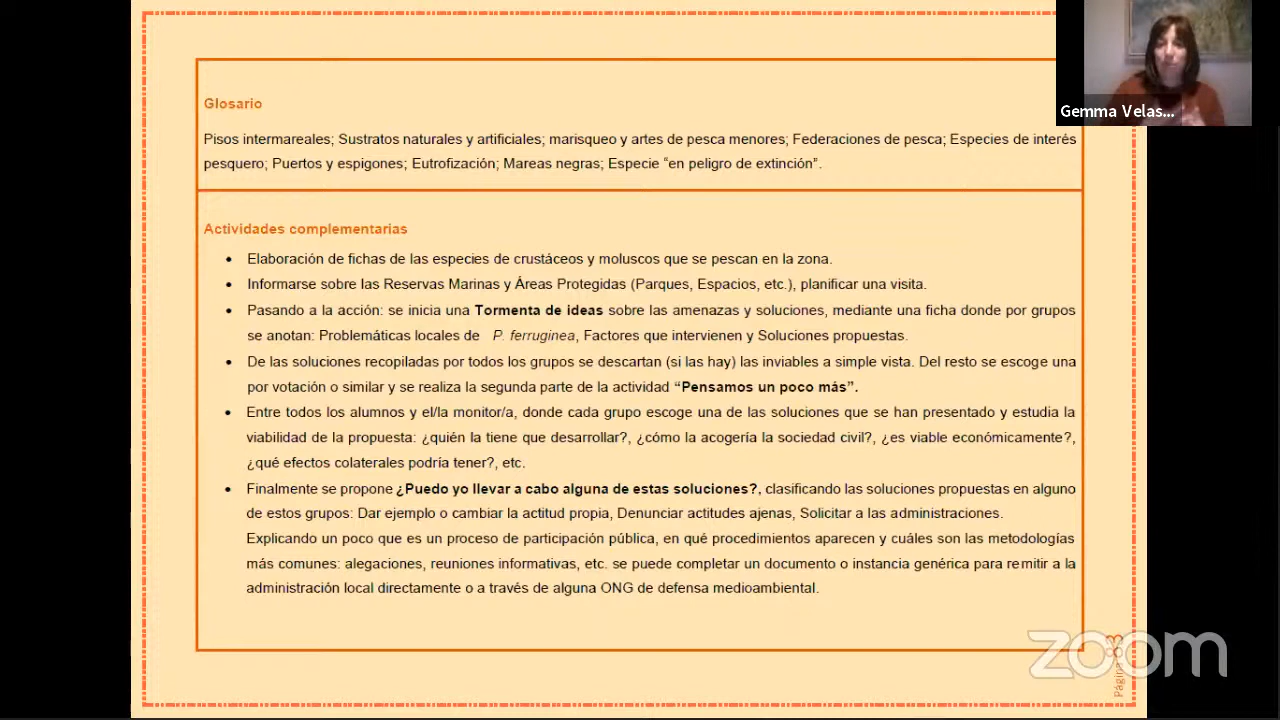 Glosario
Pisos intermareales; Sustratos naturales y artificiales; marisqueo y artes de pesca menores; Federaciones de pesca; Especies de interés
pesquero; Puertos y espigones; Eutrofización; Mareas negras; Especie “en peligro de extinción”.
Actividades complementarias
• Elaboración de fichas de las especies de crustáceos y moluscos que se pescan en la zona.
• Informarse sobre las Reservas Marinas y Áreas Protegidas (Parques, Espacios, etc.), planificar una visita.
• Pasando a la acción: se inicia una Tormenta de ideas sobre las amenazas y soluciones, mediante una ficha donde por grupos
se anotan: Problemáticas locales de P. ferruginea, Factores que intervienen y Soluciones propuestas.
• De las soluciones recopiladas por todos los grupos se descartan (si las hay) las inviables a simple vista. Del resto se escoge una
por votación o similar y se realiza la segunda parte de la actividad “Pensamos un poco más”.
• Entre todos los alumnos y el/la monitor/a, donde cada grupo escoge una de las soluciones que se han presentado y estudia la
viabilidad de la propuesta: ¿quién la tiene que desarrollar?, ¿cómo la acogería la sociedad civil?, ¿es viable económicamente?,
¿qué efectos colaterales podría tener?, etc.
• Finalmente se propone ¿Puedo yo llevar a cabo alguna de estas soluciones?, clasificando las soluciones propuestas en alguno
de estos grupos: Dar ejemplo o cambiar la actitud propia, Denunciar actitudes ajenas, Solicitar a las administraciones.
Explicando un poco que es un proceso de participación pública, en qué procedimientos aparecen y cuáles son las metodologías
más comunes: alegaciones, reuniones informativas, etc. se puede completar un documento o instancia genérica para remitir a la
administración local directamente o a través de alguna ONG de defensa medioambiental.
Gemma Velas...
zoom
Página 83